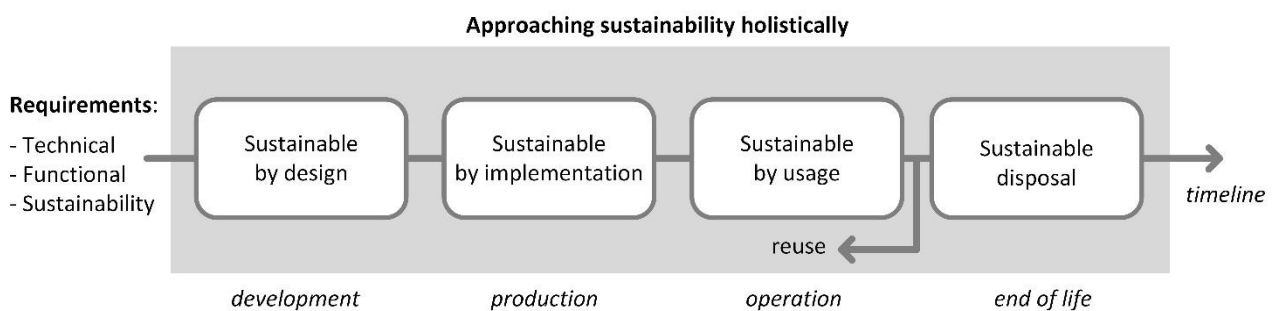 Approaching sustainability holistically
Requirements:
- Technical
- Functional
- Sustainability
Sustainable
by design
Sustainable
by implementation
Sustainable
by usage
Sustainable
disposal
timeline
reuse
development
production
operation
end of life